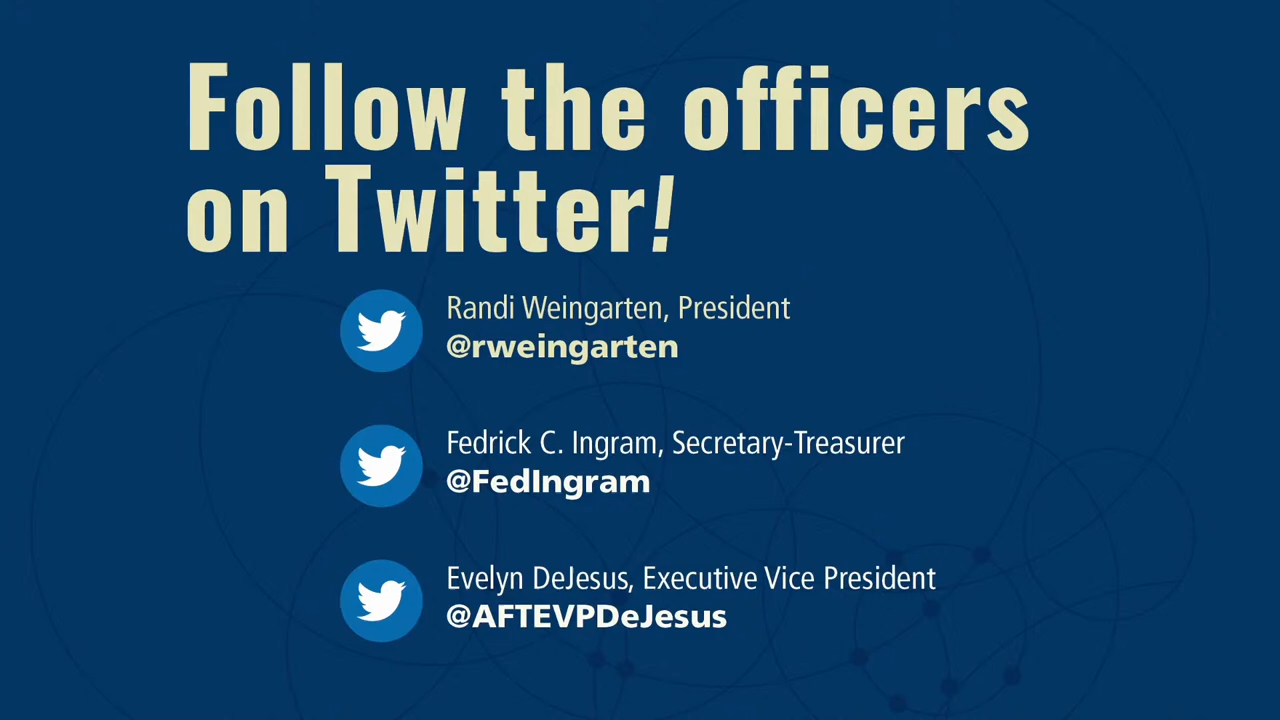 Follow the officers
on Twitter!
Randi Weingarten, President
@rweingarten
Fedrick C. Ingram, Secretary-Treasurer
@FedIngram
Evelyn DeJesus, Executive Vice President
@AFTEVPDeJesus